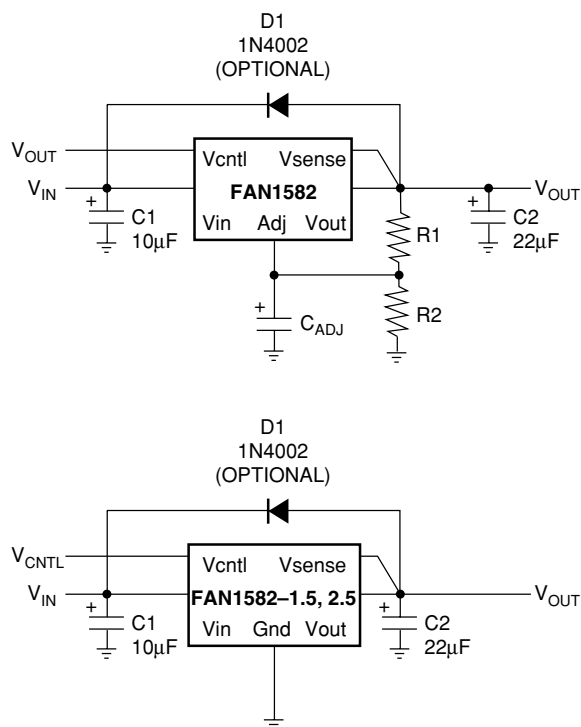 D1
1N4002
(OPTIONAL)
VOUT
Vcntl Vsense
VIN
FAN1582
VOUT
+ C1
10μF
Vin Adj Vout
+ C2
22μF
R1
+ CADJ
R2
D1
1N4002
(OPTIONAL)
VCNTL
Vcntl Vsense
VIN
FAN1582–1.5, 2.5
VOUT
+ C1
10μF
Vin Gnd Vout
+ C2
22μF